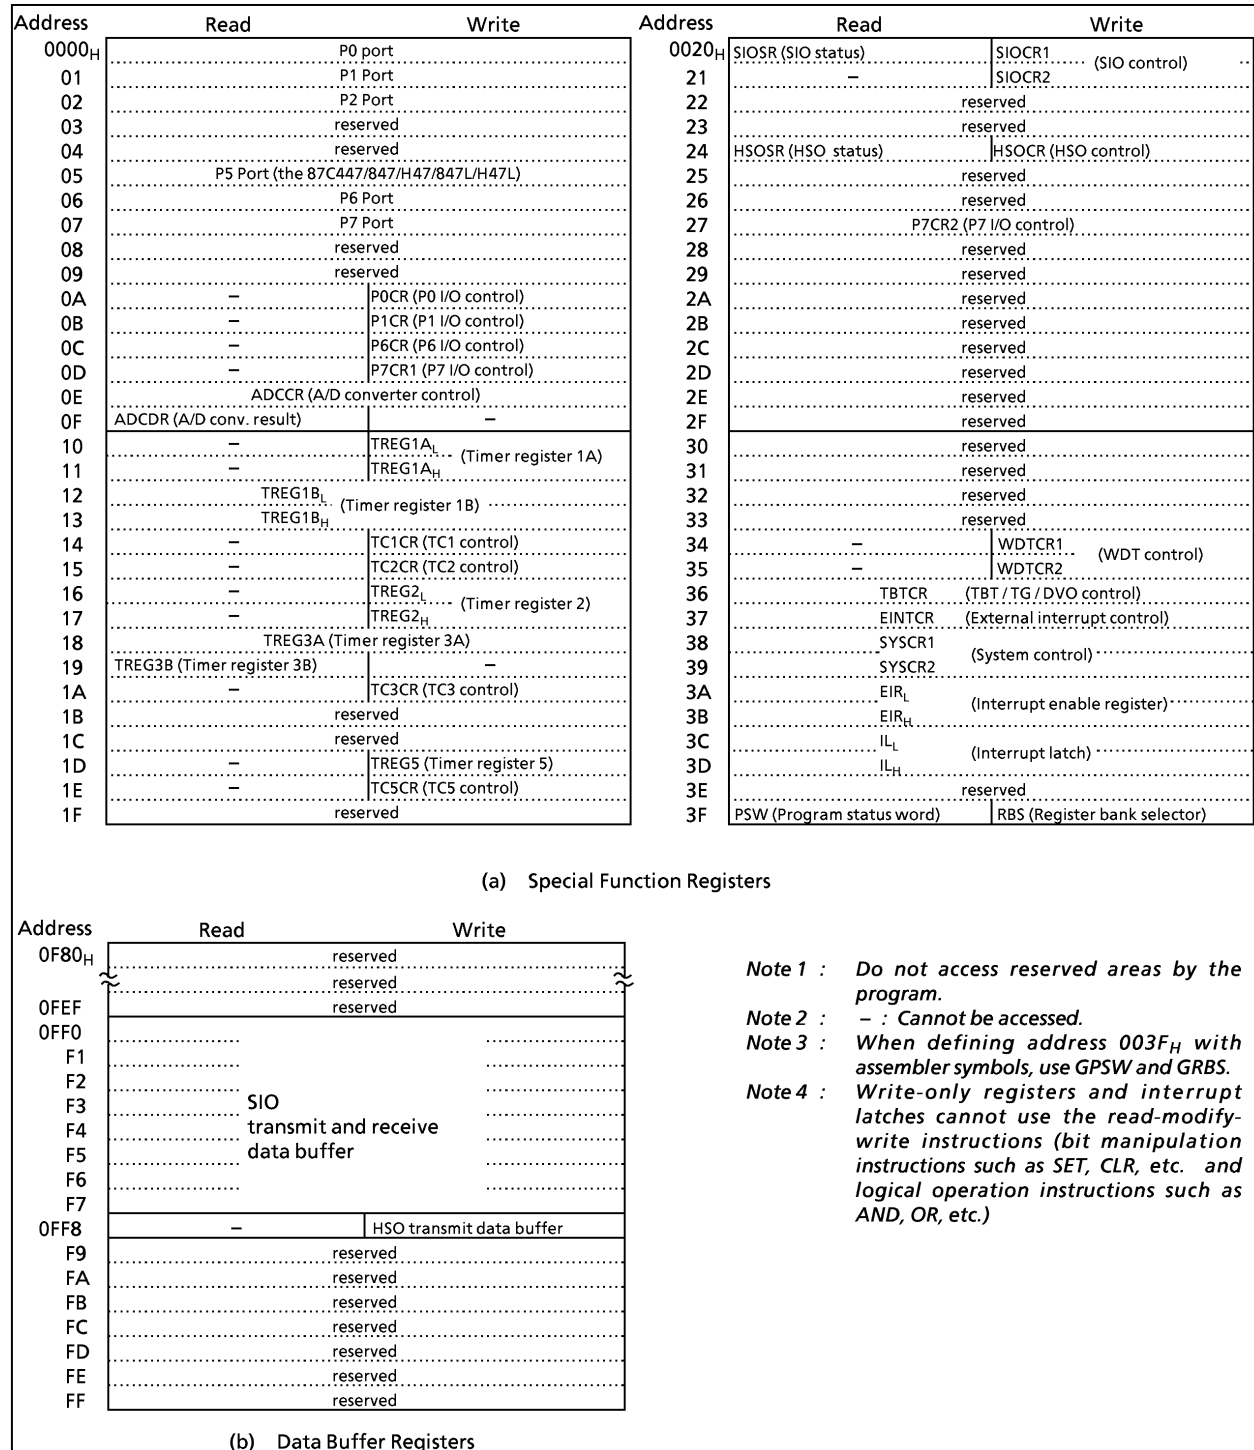 Address Read Write
0000H P0 port
01 P1 Port
02 P2 Port
03 reserved
04 reserved
05 P5 Port (the 87C447/847/H47/847L/H47L)
06 P6 Port
07 P7 Port
08 reserved
09 reserved
0A – P0CR (P0 I/O control)
0B – P1CR (P1 I/O control)
0C – P6CR (P6 I/O control)
0D – P7CR1 (P7 I/O control)
0E ADCCR (A/D converter control)
0F ADCDR (A/D conv. result) –
10 – TREG1AL
(Timer register 1A)
11 – TREG1AH
12 TREG1BL
(Timer register 1B)
13 TREG1BH
14 – TC1CR (TC1 control)
15 – TC2CR (TC2 control)
16 – TREG2L
(Timer register 2)
17 – TREG2H
18 TREG3A (Timer register 3A)
19 TREG3B (Timer register 3B) –
1A – TC3CR (TC3 control)
1B reserved
1C reserved
1D – TREG5 (Timer register 5)
1E – TC5CR (TC5 control)
1F reserved
Address Read Write
0020H SIOSR (SIO status) SIOCR1
(SIO control)
21 – SIOCR2
22 reserved
23 reserved
24 HSOSR (HSO status) HSOCR (HSO control)
25 reserved
26 reserved
27 P7CR2 (P7 I/O control)
28 reserved
29 reserved
2A reserved
2B reserved
2C reserved
2D reserved
2E reserved
2F reserved
30 reserved
31 reserved
32 reserved
33 reserved
34 – WDTCR1
(WDT control)
35 – WDTCR2
36 TBTCR (TBT / TG / DVO control)
37 EINTCR (External interrupt control)
38 SYSCR1
(System control)
39 SYSCR2
3A EIRL
(Interrupt enable register)
3B EIRH
3C ILL
(Interrupt latch)
3D ILH
3E reserved
3F PSW (Program status word) RBS (Register bank selector)
(a) Special Function Registers
Address Read Write
0F80H reserved
reserved
0FEF reserved
0FF0
F1
F2
F3 SIO
F4 transmit and receive
F5 data buffer
F6
F7
0FF8 – HSO transmit data buffer
F9 reserved
FA reserved
FB reserved
FC reserved
FD reserved
FE reserved
FF reserved
(b) Data Buffer Registers
Note 1 : Do not access reserved areas by the
program.
Note 2 : – : Cannot be accessed.
Note 3 : When defining address 003FH with
assembler symbols, use GPSW and GRBS.
Note 4 : Write-only registers and interrupt
latches cannot use the read-modify-
write instructions (bit manipulation
instructions such as SET, CLR, etc. and
logical operation instructions such as
AND, OR, etc.)